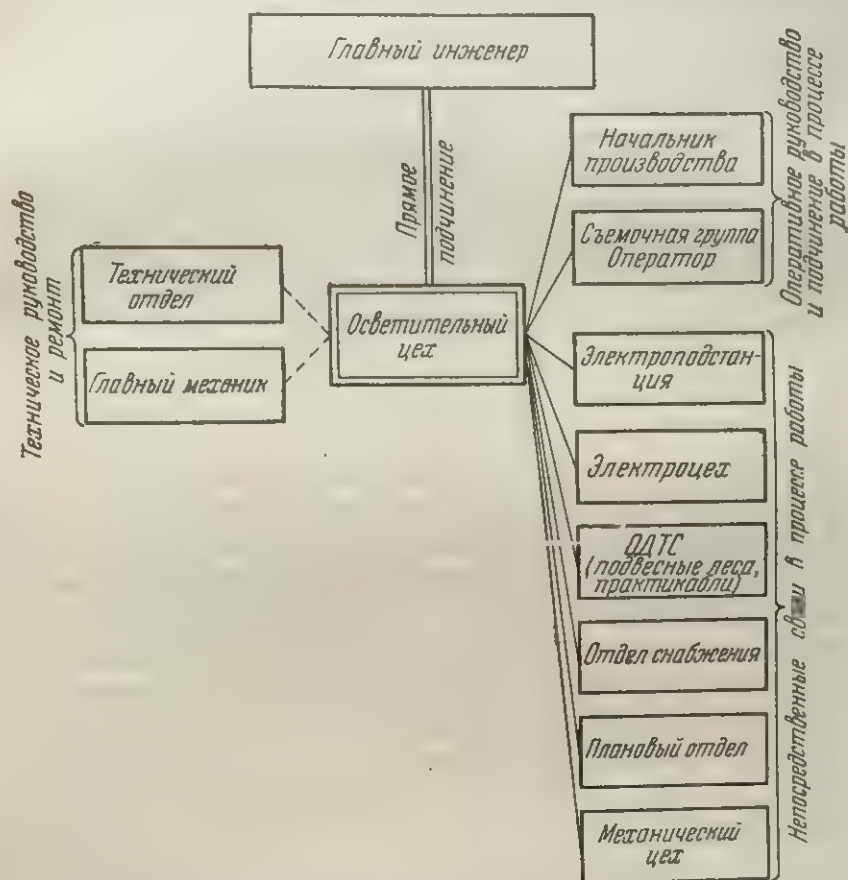 Главный инженер
Прямое
подчинение
Техническое руководство
и ремонт
Технический
отдел
Главный механик
Осветительный
цех
Начальник
производства
Съемочная группа
Оператор
Оперативное руководство
и подчинение в процессе
работы
Электроподстан-
ция
Электроцех
ОДТС
(подвесные леса,
практикабли)
Отдел снабжения
Плановый отдел
Механический
цех
Непосредственные связи в процессе работы